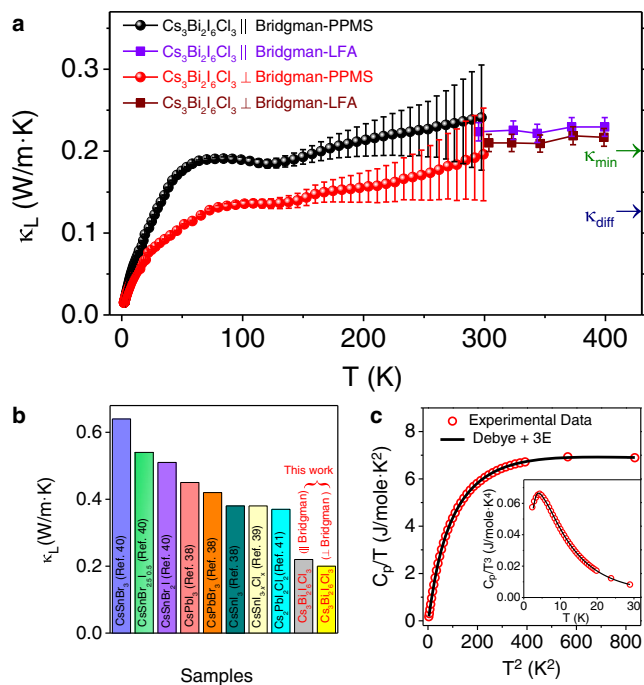 a
Cs3Bi2I6Cl3 || Bridgman-PPMS
Cs3Bi2I6Cl3 || Bridgman-LFA
Cs3Bi2I6Cl3 ⊥ Bridgman-PPMS
Cs3Bi2I6Cl3 ⊥ Bridgman-LFA
κL (W/m·K)
0.3
0.2
0.1
0.0
κmin
κdiff
0 100 200 300 400
T (K)
b
κL(W/m·K)
0.6
0.4
0.2
0.0
This work
CsSnBr3 (Ref. 40)
CsSnBr2.5I0.5 (Ref. 40)
CsSnBr2I (Ref. 40)
CsPbI3 (Ref. 38)
CsPbBr3 (Ref. 38)
CsSnI3 (Ref. 38)
CsSnI3-xClx (Ref. 39)
Cs2PbI2Cl2(Ref. 41)
Cs3Bi2I6Cl3 (|| Bridgman)
Cs3Bi2I6Cl3 (⊥ Bridgman )
Samples
c
Experimental Data
Debye + 3E
Cp/T (J/mole·K2)
8
6
4
2
0
0 200 400 600 800
T2 (K2)
Cp/T3 (J/mole·K4)
0.06
0.04
0.02
0.00
0 10 20 30
T (K)